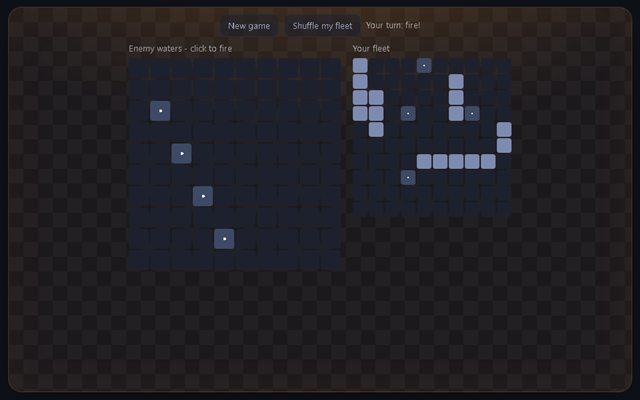 New game
Shuffle my fleet
Your turn: fire!
Enemy waters - click to fire
Your fleet